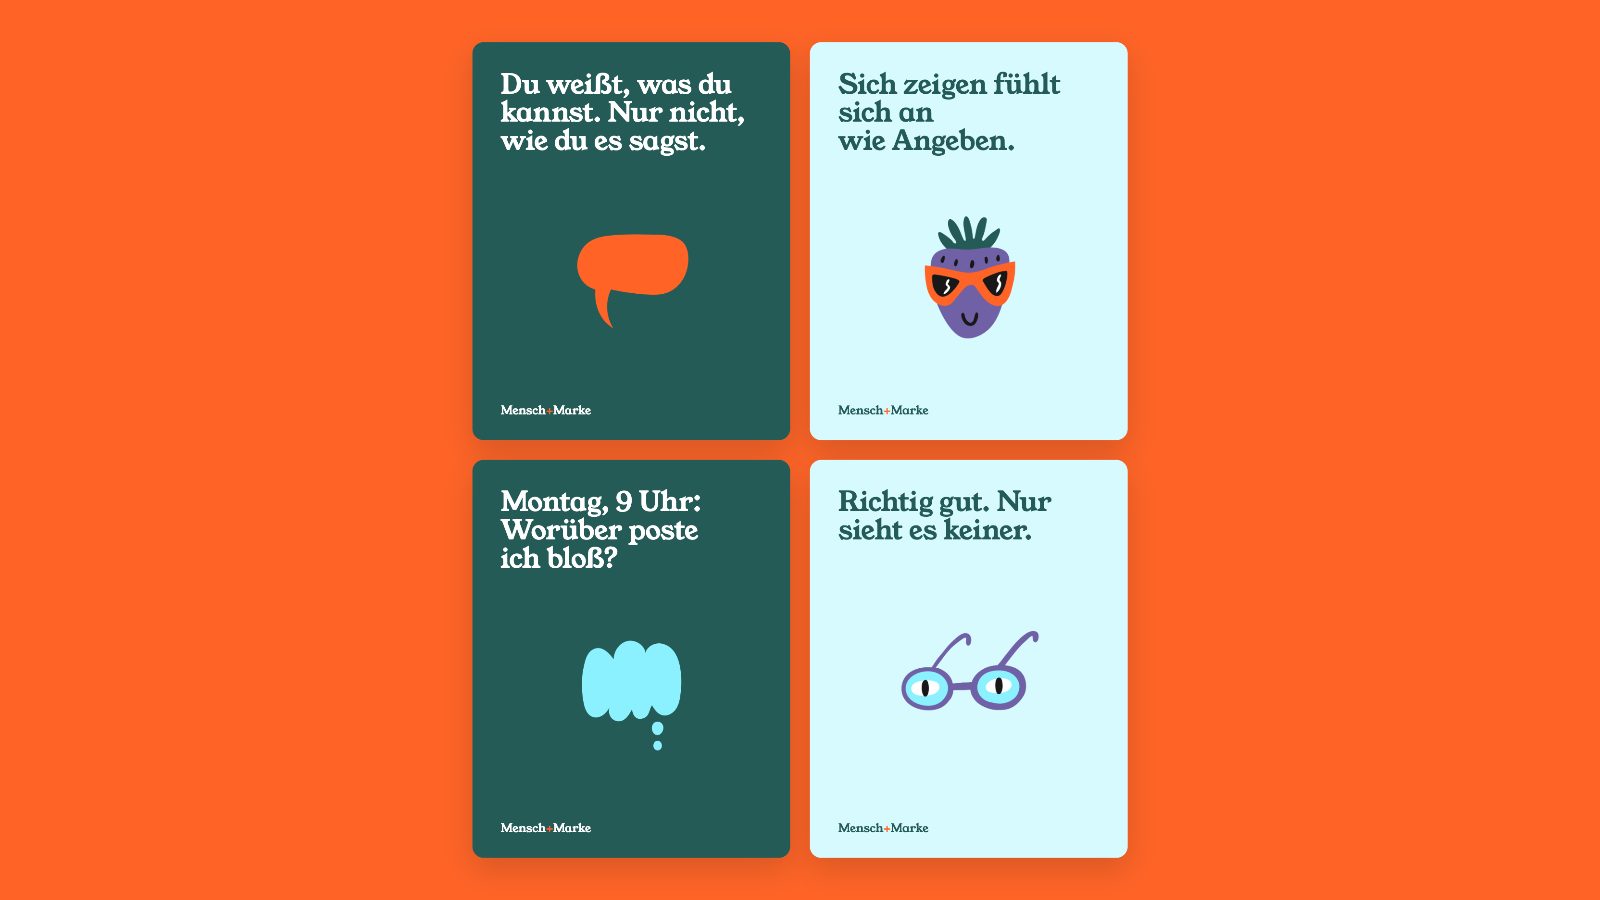 Du weißt, was du
kannst. Nur nicht,
wie du es sagst.
Mensch+Marke
Sich zeigen fühlt
sich an
wie Angeben.
Mensch+Marke
Montag, 9 Uhr:
Worüber poste
ich bloß?
Mensch+Marke
Richtig gut. Nur
sieht es keiner.
Mensch+Marke